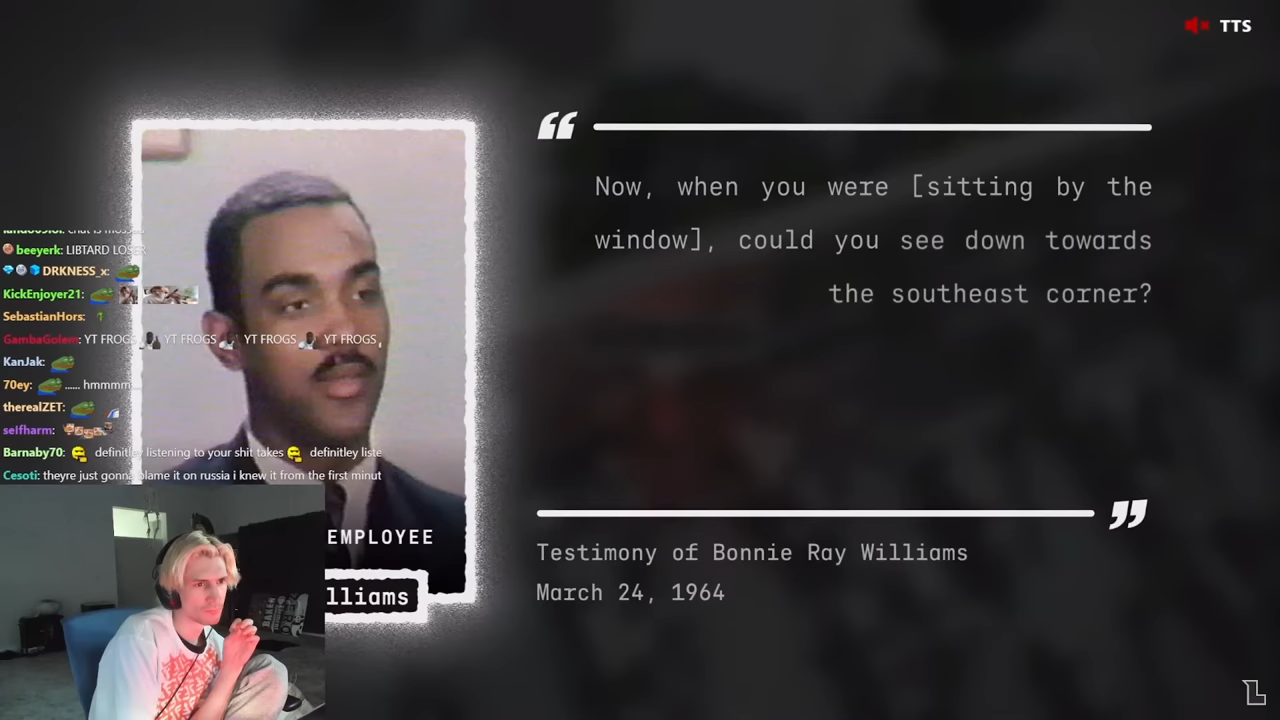 TTS
“
Now, when you were [sitting by the
window], could you see down towards
the southeast corner?
”
Testimony of Bonnie Ray Williams
March 24, 1964
EMPLOYEE
lliams
beeyerk: LIBTARD LOSER
DRKNESS_x:
KickEnjoyer21:
SebastianHors:
GambaGolem: YT FROGS YT FROGS YT FROGS YT FROGS
KanJak:
70ey: ...... hmmmm
therealZET:
selfharm:
Barnaby70: definitley listening to your shit takes definitley liste
Cesoti: theyre just gonna blame it on russia i knew it from the first minut